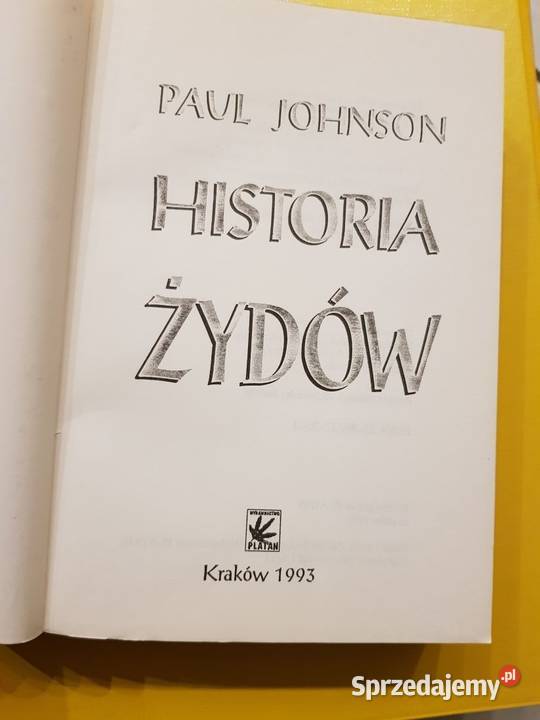 PAUL JOHNSON
HISTORIA
ŻYDÓW
WYDAWNICTWO
PLATAN
Kraków 1993
Sprzedajemy.pl